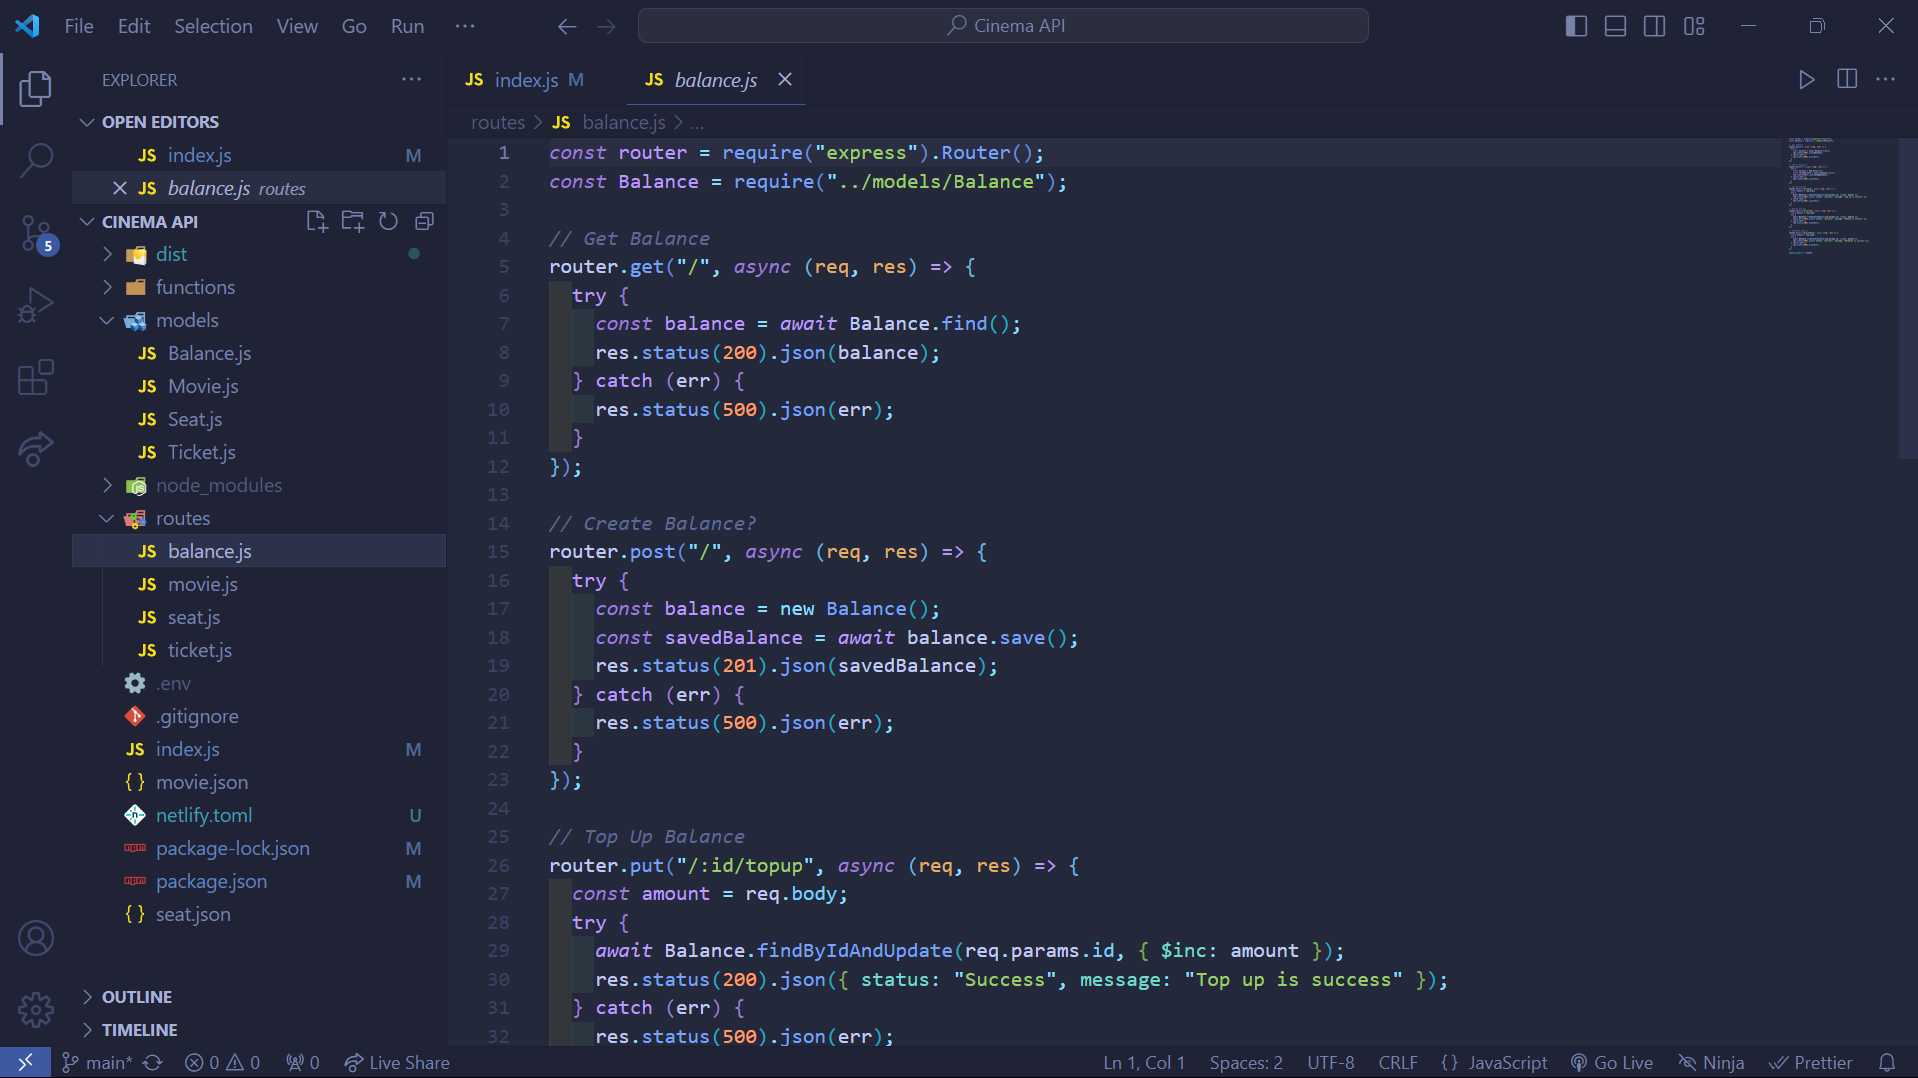 File Edit Selection View Go Run ··· Cinema API
EXPLORER ···
OPEN EDITORS
JS index.js M
JS balance.js routes
CINEMA API
dist
functions
models
JS Balance.js
JS Movie.js
JS Seat.js
JS Ticket.js
node_modules
routes
JS balance.js
JS movie.js
JS seat.js
JS ticket.js
.env
.gitignore
JS index.js M
{ } movie.json
netlify.toml U
package-lock.json M
package.json M
{ } seat.json
OUTLINE
TIMELINE
5
JS index.js M JS balance.js
routes > JS balance.js > ...
1 const router = require("express").Router();
2 const Balance = require("../models/Balance");
3
4 // Get Balance
5 router.get("/", async (req, res) => {
6 try {
7 const balance = await Balance.find();
8 res.status(200).json(balance);
9 } catch (err) {
10 res.status(500).json(err);
11 }
12 });
13
14 // Create Balance?
15 router.post("/", async (req, res) => {
16 try {
17 const balance = new Balance();
18 const savedBalance = await balance.save();
19 res.status(201).json(savedBalance);
20 } catch (err) {
21 res.status(500).json(err);
22 }
23 });
24
25 // Top Up Balance
26 router.put("/:id/topup", async (req, res) => {
27 const amount = req.body;
28 try {
29 await Balance.findByIdAndUpdate(req.params.id, { $inc: amount });
30 res.status(200).json({ status: "Success", message: "Top up is success" });
31 } catch (err) {
32 res.status(500).json(err);
main* 0 0 0 Live Share Ln 1, Col 1 Spaces: 2 UTF-8 CRLF { } JavaScript Go Live Ninja Prettier